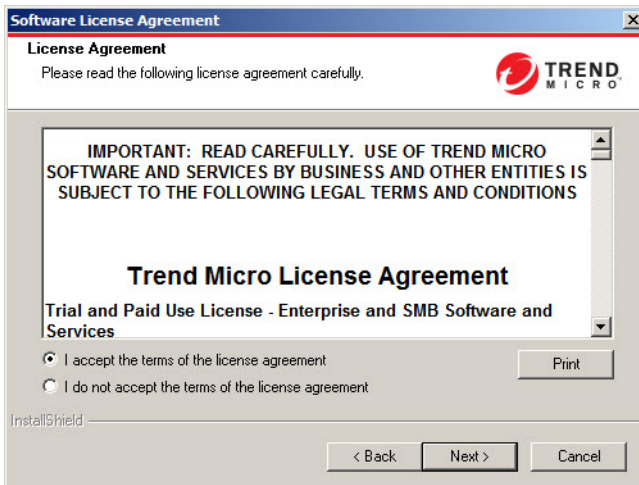 Software License Agreement
License Agreement
Please read the following license agreement carefully.
TREND
MICRO
IMPORTANT: READ CAREFULLY. USE OF TREND MICRO
SOFTWARE AND SERVICES BY BUSINESS AND OTHER ENTITIES IS
SUBJECT TO THE FOLLOWING LEGAL TERMS AND CONDITIONS
Trend Micro License Agreement
Trial and Paid Use License - Enterprise and SMB Software and
Services
I accept the terms of the license agreement
Print
I do not accept the terms of the license agreement
InstallShield
< Back
Next >
Cancel